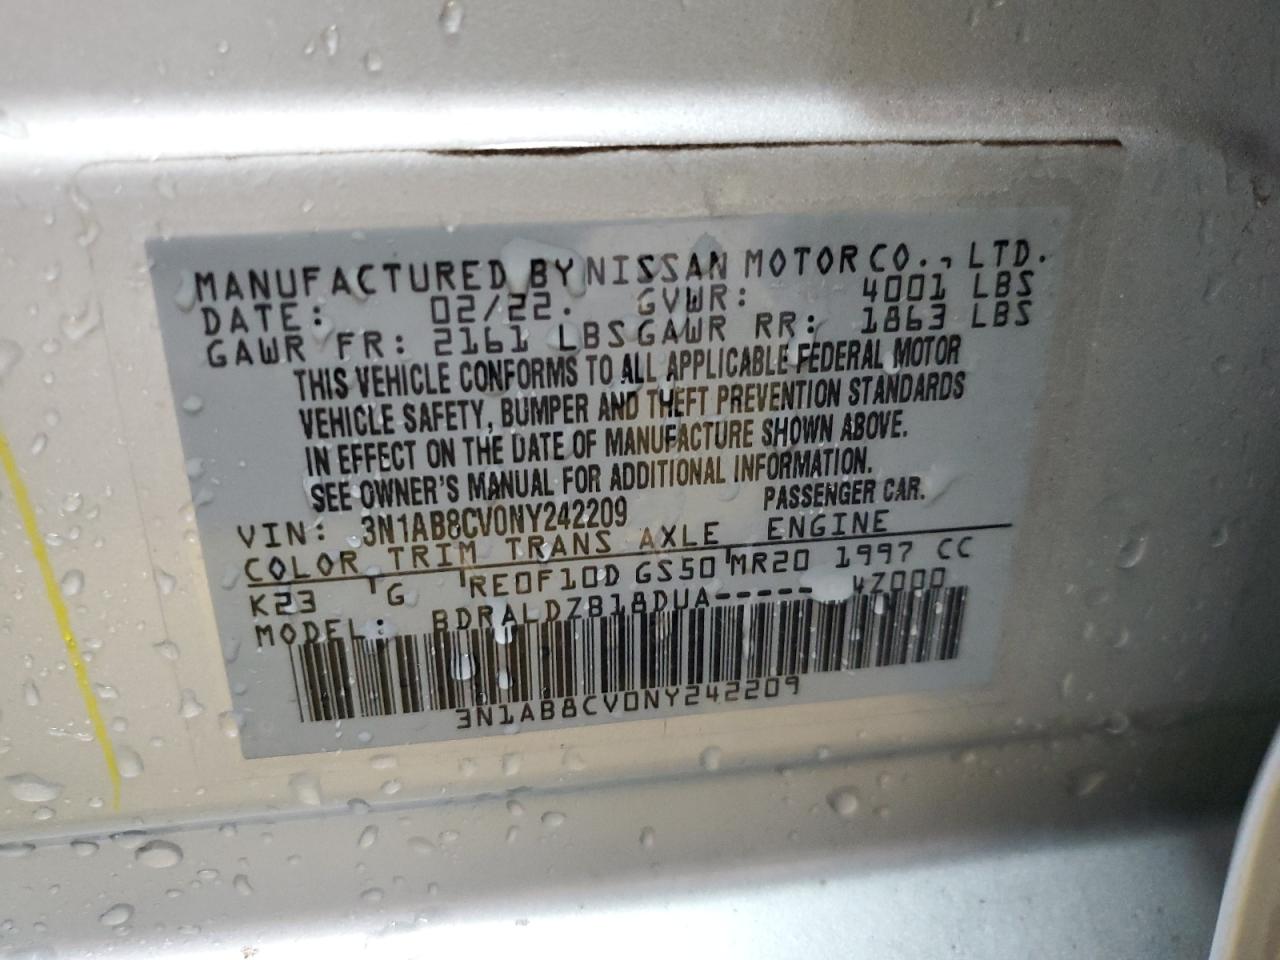 MANUFACTURED BY NISSAN MOTOR CO., LTD.
DATE: 02/22. GVWR: 4001 LBS
GAWR FR: 2161 LBS GAWR RR: 1863 LBS
THIS VEHICLE CONFORMS TO ALL APPLICABLE FEDERAL MOTOR
VEHICLE SAFETY, BUMPER AND THEFT PREVENTION STANDARDS
IN EFFECT ON THE DATE OF MANUFACTURE SHOWN ABOVE.
SEE OWNER'S MANUAL FOR ADDITIONAL INFORMATION.
PASSENGER CAR.
VIN: 3N1AB8CV0NY242209
COLOR TRIM TRANS AXLE ENGINE
K23 G RE0F10D GS50 MR20 1997 CC
MODEL: BDRALDZ818DUA----- 4Z000
3N1AB8CV0NY242209